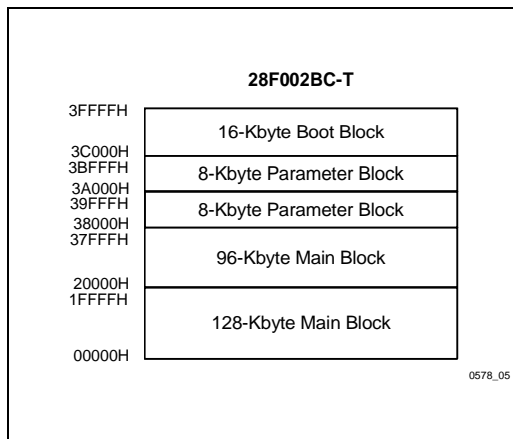 28F002BC-T
3FFFFH
16-Kbyte Boot Block
3C000H
3BFFFH
8-Kbyte Parameter Block
3A000H
39FFFH
8-Kbyte Parameter Block
38000H
37FFFH
96-Kbyte Main Block
20000H
1FFFFH
128-Kbyte Main Block
00000H
0578_05